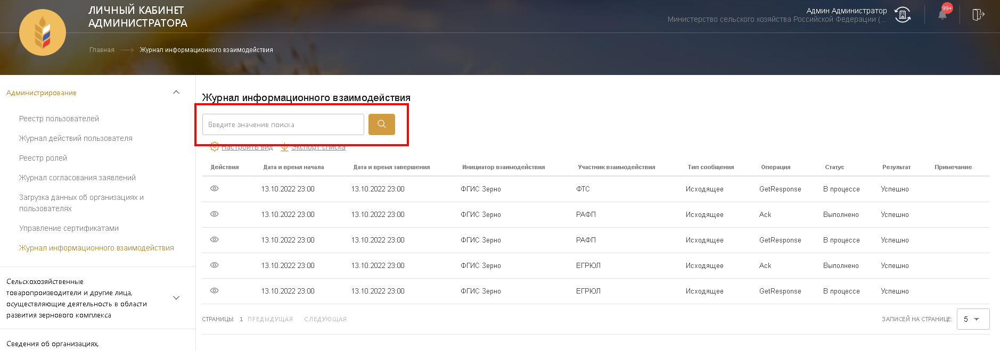 ЛИЧНЫЙ КАБИНЕТ
АДМИНИСТРАТОРА
Админ Администратор
Министерство сельского хозяйства Российской Федерации (...
99+
Главная
Журнал информационного взаимодействия
Администрирование
Реестр пользователей
Журнал действий пользователя
Реестр ролей
Журнал согласования заявлений
Загрузка данных об организациях и
пользователях
Управление сертификатами
Журнал информационного взаимодействия
Сельскохозяйственные
товаропроизводители и другие лица,
осуществляющие деятельность в области
развития зернового комплекса
Сведения об организациях,
Журнал информационного взаимодействия
Введите значение поиска
Настроить вид Экспорт списка
Действия Дата и время начала Дата и время завершения Инициатор взаимодействия Участник взаимодействия Тип сообщения Операция Статус Результат Примечание
13.10.2022 23:00 13.10.2022 23:00 ФГИС Зерно ФТС Исходящее GetResponse В процессе Успешно
13.10.2022 23:00 13.10.2022 23:00 ФГИС Зерно РАФП Исходящее Ack Выполнено Успешно
13.10.2022 23:00 13.10.2022 23:00 ФГИС Зерно РАФП Исходящее GetResponse В процессе Успешно
13.10.2022 23:00 13.10.2022 23:00 ФГИС Зерно ЕГРЮЛ Исходящее Ack Выполнено Успешно
13.10.2022 23:00 13.10.2022 23:00 ФГИС Зерно ЕГРЮЛ Исходящее GetResponse В процессе Успешно
СТРАНИЦЫ: 1 ПРЕДЫДУЩАЯ СЛЕДУЮЩАЯ
ЗАПИСЕЙ НА СТРАНИЦЕ: 5